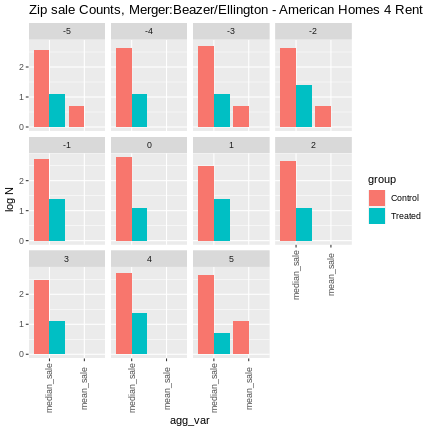 Zip sale Counts, Merger:Beazer/Ellington - American Homes 4 Rent
-5 -4 -3 -2
2
1
0
-1 0 1 2
2
1
0
3 4 5
2
1
0
log N
median_sale mean_sale median_sale mean_sale median_sale mean_sale median_sale mean_sale
agg_var
group
Control
Treated